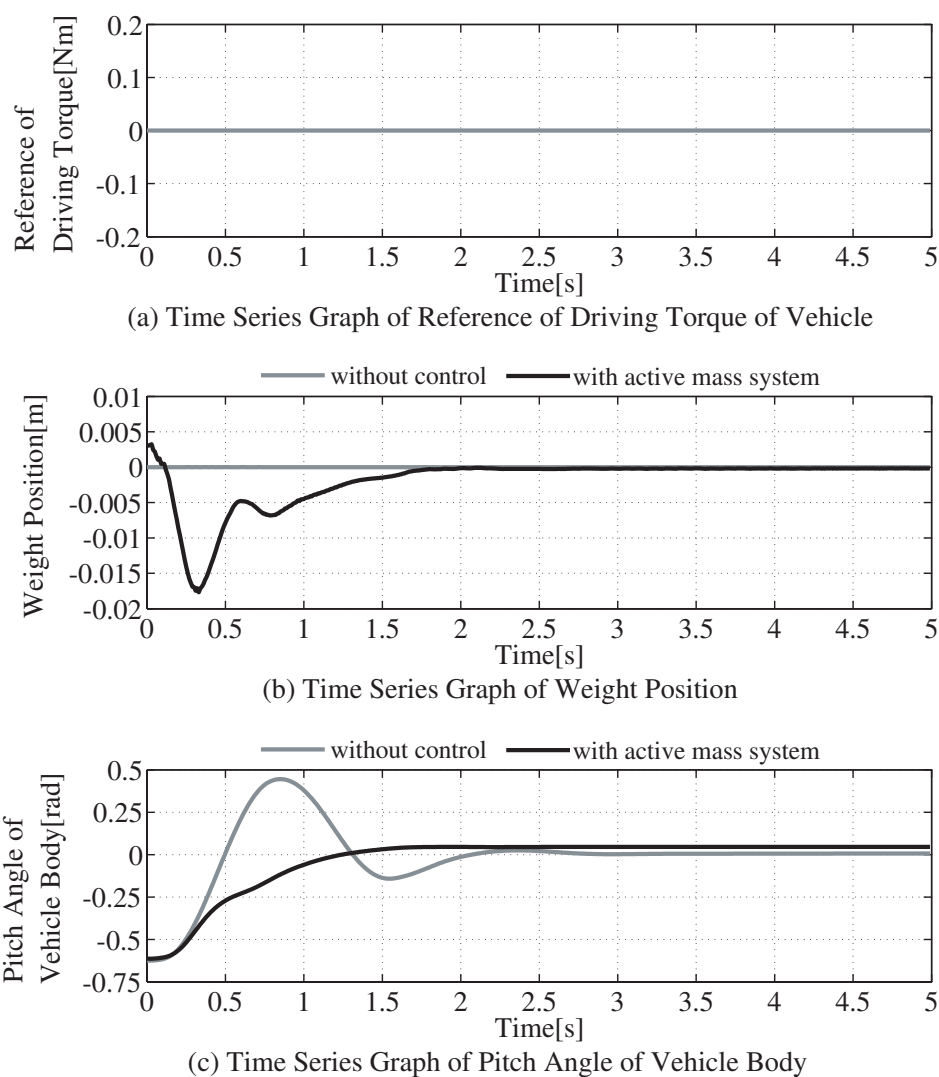 Reference of
Driving Torque[Nm]
0.2
0.1
0
-0.1
-0.2
0 0.5 1 1.5 2 2.5 3 3.5 4 4.5 5
Time[s]
(a) Time Series Graph of Reference of Driving Torque of Vehicle
without control with active mass system
Weight Position[m]
0.01
0.005
0
-0.005
-0.01
-0.015
-0.02
0 0.5 1 1.5 2 2.5 3 3.5 4 4.5 5
Time[s]
(b) Time Series Graph of Weight Position
without control with active mass system
Pitch Angle of
Vehicle Body[rad]
0.5
0.25
0
-0.25
-0.5
-0.75
0 0.5 1 1.5 2 2.5 3 3.5 4 4.5 5
Time[s]
(c) Time Series Graph of Pitch Angle of Vehicle Body